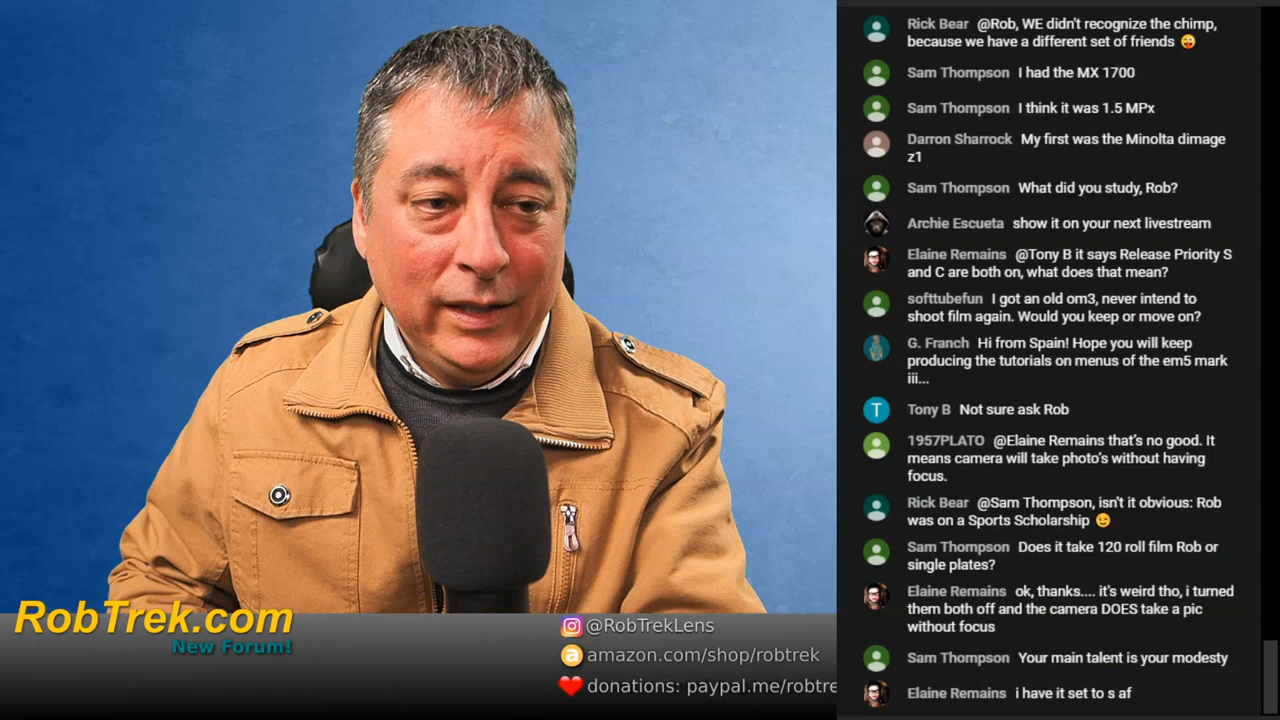 Rick Bear @Rob, WE didn't recognize the chimp,
because we have a different set of friends 😜
Sam Thompson I had the MX 1700
Sam Thompson I think it was 1.5 MPx
Darron Sharrock My first was the Minolta dimage
z1
Sam Thompson What did you study, Rob?
Archie Escueta show it on your next livestream
Elaine Remains @Tony B it says Release Priority S
and C are both on, what does that mean?
softtubefun I got an old om3, never intend to
shoot film again. Would you keep or move on?
G. Franch Hi from Spain! Hope you will keep
producing the tutorials on menus of the em5 mark
iii...
T
Tony B Not sure ask Rob
1957PLATO @Elaine Remains that's no good. It
means camera will take photo's without having
focus.
Rick Bear @Sam Thompson, isn't it obvious: Rob
was on a Sports Scholarship 😉
Sam Thompson Does it take 120 roll film Rob or
single plates?
Elaine Remains ok, thanks.... it's weird tho, i turned
them both off and the camera DOES take a pic
without focus
Sam Thompson Your main talent is your modesty
Elaine Remains i have it set to s af
RobTrek.com
New Forum!
@RobTrekLens
a
amazon.com/shop/robtrek
donations: paypal.me/robtre